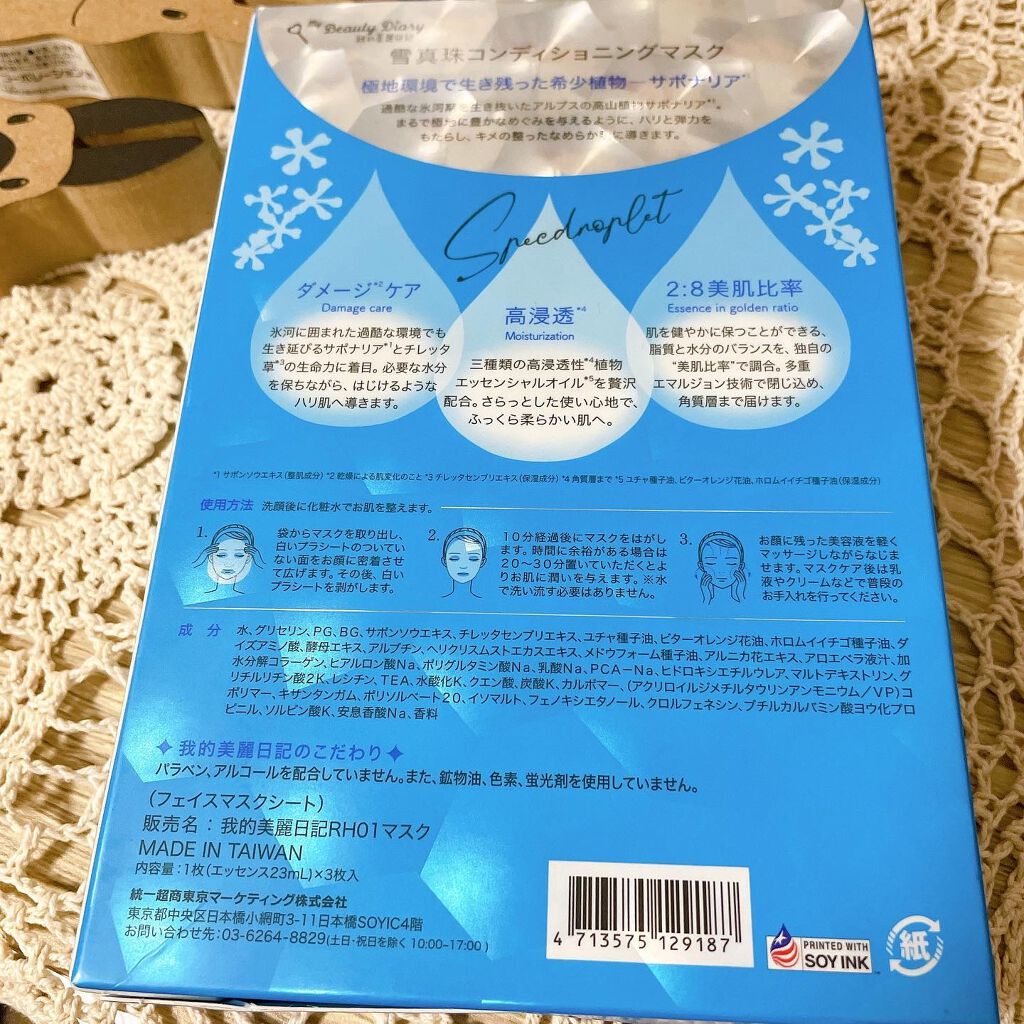 My Beauty Diary
我的美麗日記
雪真珠コンディショニングマスク
極地環境で生き残った希少植物―サポナリア*¹
過酷な氷河期を生き抜いたアルプスの高山植物サポナリア*¹。
まるで極地に豊かなめぐみを与えるように、ハリと弾力を
もたらし、キメの整ったなめらか肌に導きます。
Specdroplet
ダメージ*²ケア
Damage care
氷河に囲まれた過酷な環境でも
生き延びるサポナリア*¹とチレッタ
草*³の生命力に着目。必要な水分
を保ちながら、はじけるような
ハリ肌へ導きます。
高浸透*⁴
Moisturization
三種類の高浸透性*⁴植物
エッセンシャルオイル*⁵を贅沢
配合。さらっとした使い心地で、
ふっくら柔らかい肌へ。
2:8美肌比率
Essence in golden ratio
肌を健やかに保つことができる、
脂質と水分のバランスを、独自の
“美肌比率”で調合。多重
エマルジョン技術で閉じ込め、
角質層まで届けます。
*1 サボンソウエキス(整肌成分) *2 乾燥による肌変化のこと *3 チレッタセンブリエキス(保湿成分) *4 角質層まで *5 ユチャ種子油、ビターオレンジ花油、ホロムイイチゴ種子油(保湿成分)
使用方法 洗顔後に化粧水でお肌を整えます。
1. 袋からマスクを取り出し、
白いプラシートのついてい
ない面をお顔に密着させ
て広げます。その後、白い
プラシートを剥がします。
2. 10分経過後にマスクをはがし
ます。時間に余裕がある場合は
20～30分置いていただくとよ
りお肌に潤いを与えます。※水
で洗い流す必要はありません。
3. お顔に残った美容液を軽く
マッサージしながらなじま
せます。マスクケア後は乳
液やクリームなどで普段の
お手入れを行ってください。
成 分 水、グリセリン、PG、BG、サボンソウエキス、チレッタセンブリエキス、ユチャ種子油、ビターオレンジ花油、ホロムイイチゴ種子油、ダ
イズアミノ酸、酵母エキス、アルブチン、ヘリクリスムストエカスエキス、メドウフォーム種子油、アルニカ花エキス、アロエベラ液汁、加
水分解コラーゲン、ヒアルロン酸Na、ポリグルタミン酸Na、乳酸Na、PCA-Na、ヒドロキシエチルウレア、マルトデキストリン、グ
リチルリチン酸2K、レシチン、TEA、水酸化K、クエン酸、炭酸K、カルボマー、(アクリロイルジメチルタウリンアンモニウム／VP)コ
ポリマー、キサンタンガム、ポリソルベート20、イソマルト、フェノキシエタノール、クロルフェネシン、ブチルカルバミン酸ヨウ化プロ
ピニル、ソルビン酸K、安息香酸Na、香料
✦我的美麗日記のこだわり✦
パラベン、アルコールを配合していません。また、鉱物油、色素、蛍光剤を使用していません。
（フェイスマスクシート）
販売名：我的美麗日記RH01マスク
MADE IN TAIWAN
内容量：1枚(エッセンス23mL)×3枚入
統一超商東京マーケティング株式会社
東京都中央区日本橋小網町3-11日本橋SOYIC4階
お問い合わせ先：03-6264-8829(土日・祝日を除く 10:00-17:00)
4 713575 129187
PRINTED WITH
SOY INK
紙